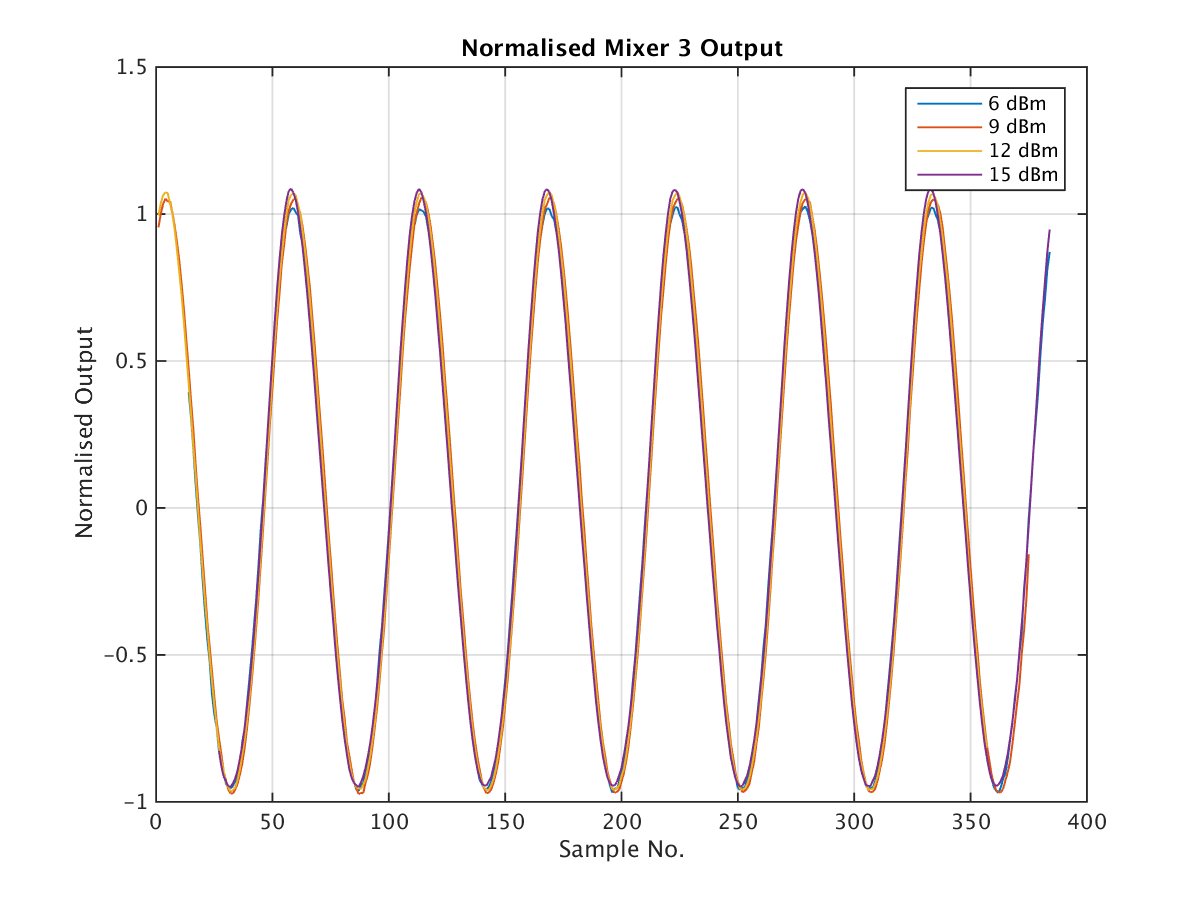 Normalised Mixer 3 Output
6 dBm
9 dBm
12 dBm
15 dBm
Normalised Output
1.5
1
0.5
0
−0.5
−1
0 50 100 150 200 250 300 350 400
Sample No.